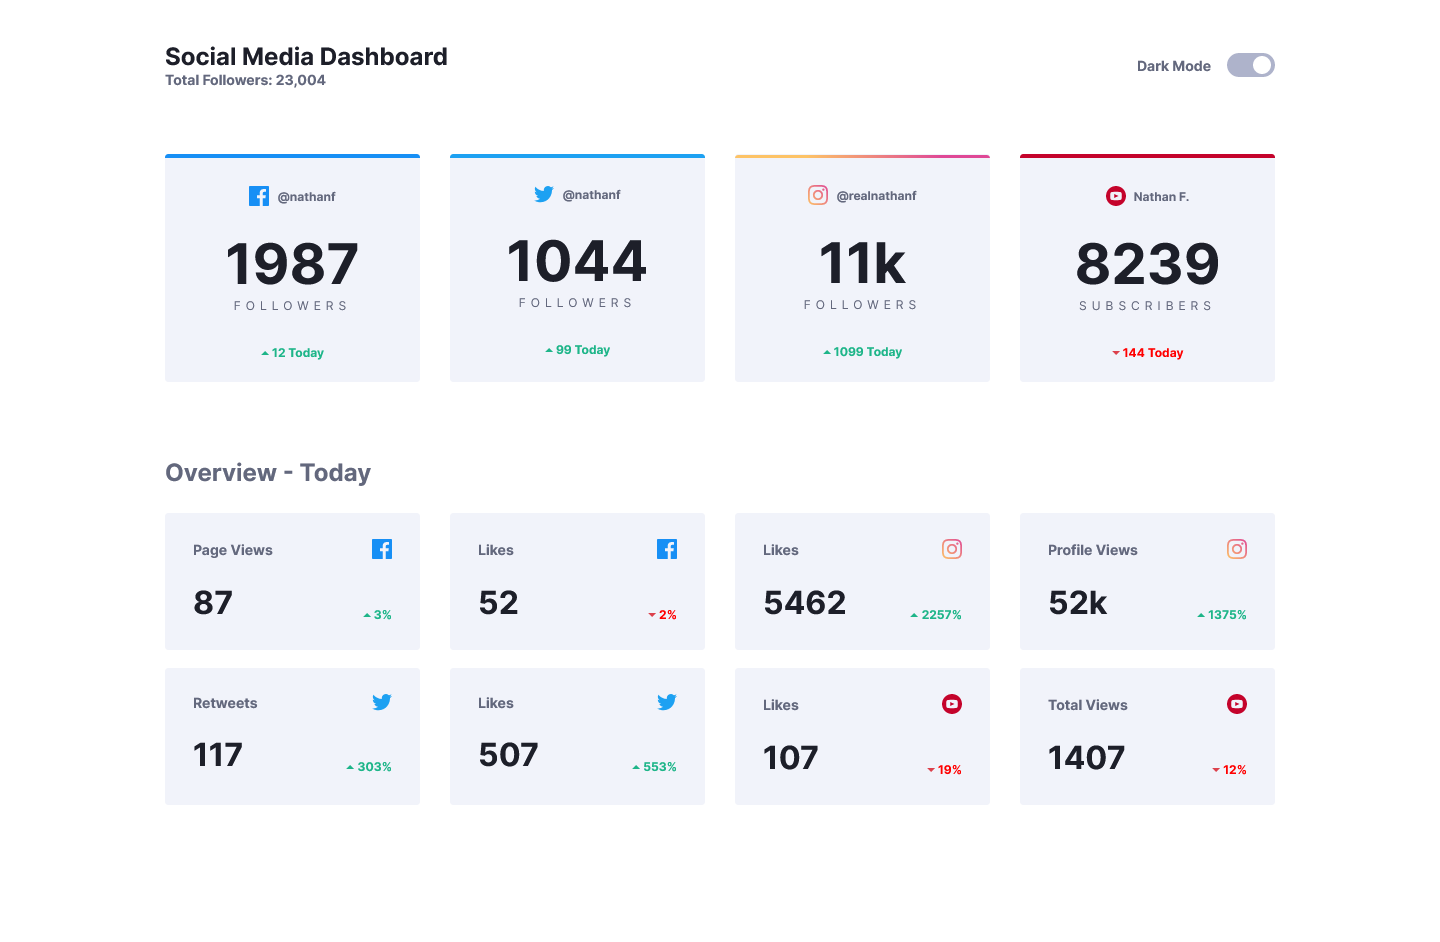 Social Media Dashboard
Total Followers: 23,004
Dark Mode
@nathanf
1987
FOLLOWERS
12 Today
@nathanf
1044
FOLLOWERS
99 Today
@realnathanf
11k
FOLLOWERS
1099 Today
Nathan F.
8239
SUBSCRIBERS
144 Today
Overview - Today
Page Views
87
3%
Likes
52
2%
Likes
5462
2257%
Profile Views
52k
1375%
Retweets
117
303%
Likes
507
553%
Likes
107
19%
Total Views
1407
12%